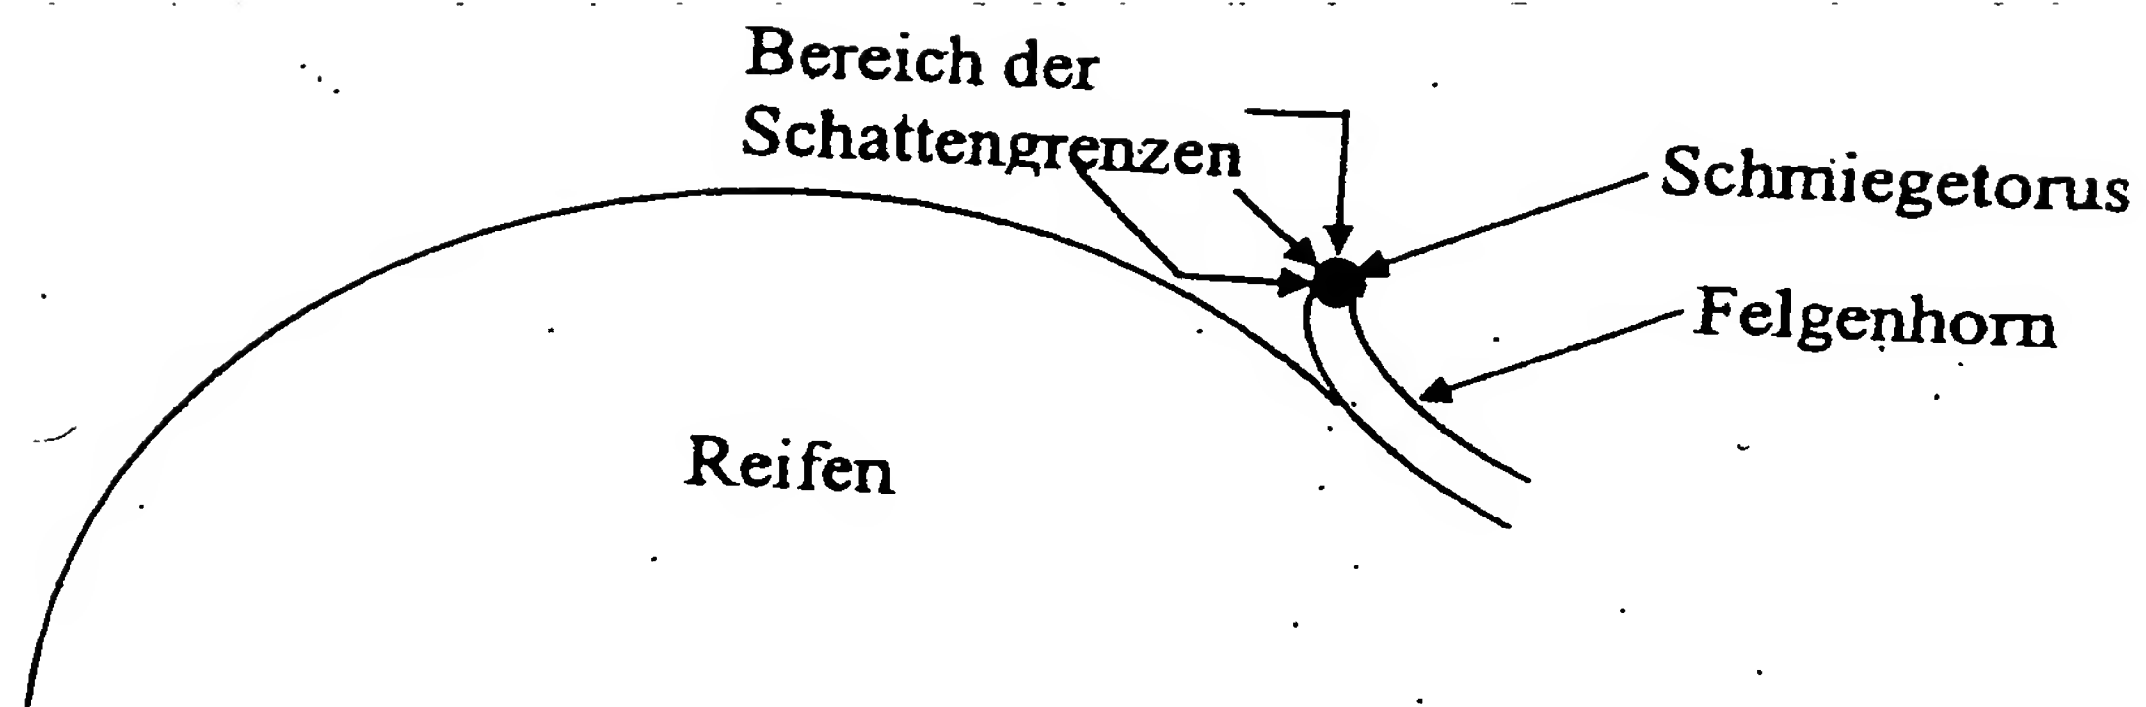 Bereich der
Schattengrenzen
Schmiegetorus
Felgenhorn
Reifen